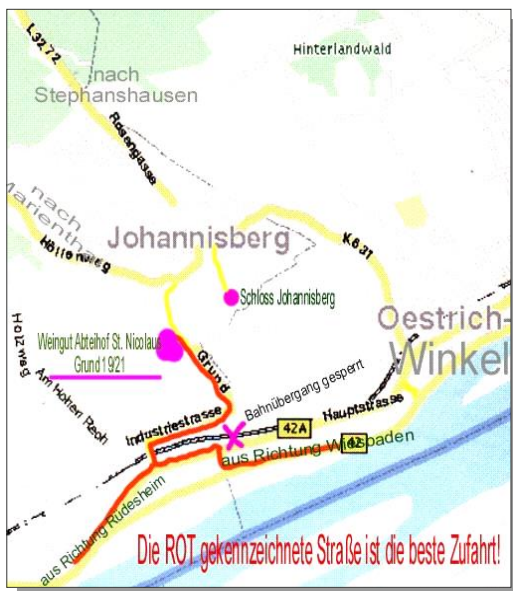 L3272
Hinterlandwald
nach
Stephanshausen
Rosengasse
nach
Marienthal
Johannisberg
K631
Höllenweg
Schloss Johannisberg
Oestrich-
Winkel
Holzweg
Weingut Abteihof St. Nicolaus
Grund 19/21
Grund
Am Hohen Rech
Bahnübergang gesperrt
Hauptstrasse
Industriestrasse
42A
42
aus Richtung Wiesbaden
aus Richtung Rüdesheim
Die ROT gekennzeichnete Straße ist die beste Zufahrt!